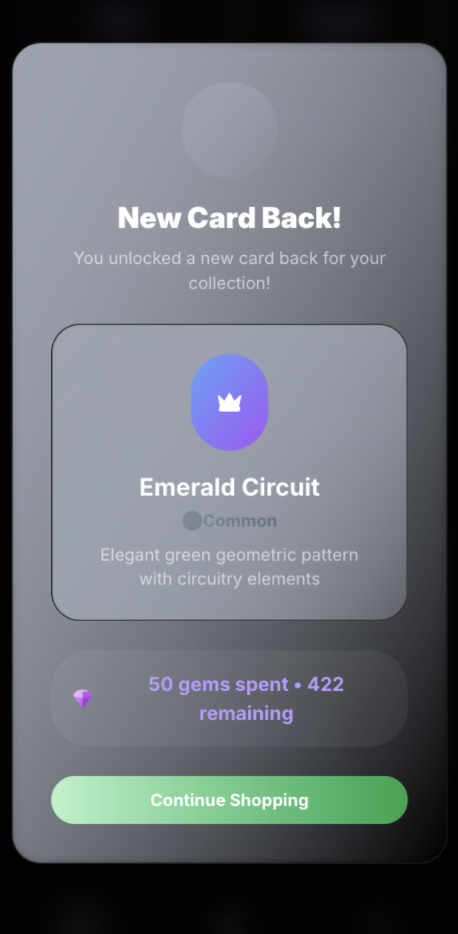 New Card Back!
You unlocked a new card back for your
collection!
Emerald Circuit
Common
Elegant green geometric pattern
with circuitry elements
50 gems spent • 422
remaining
Continue Shopping